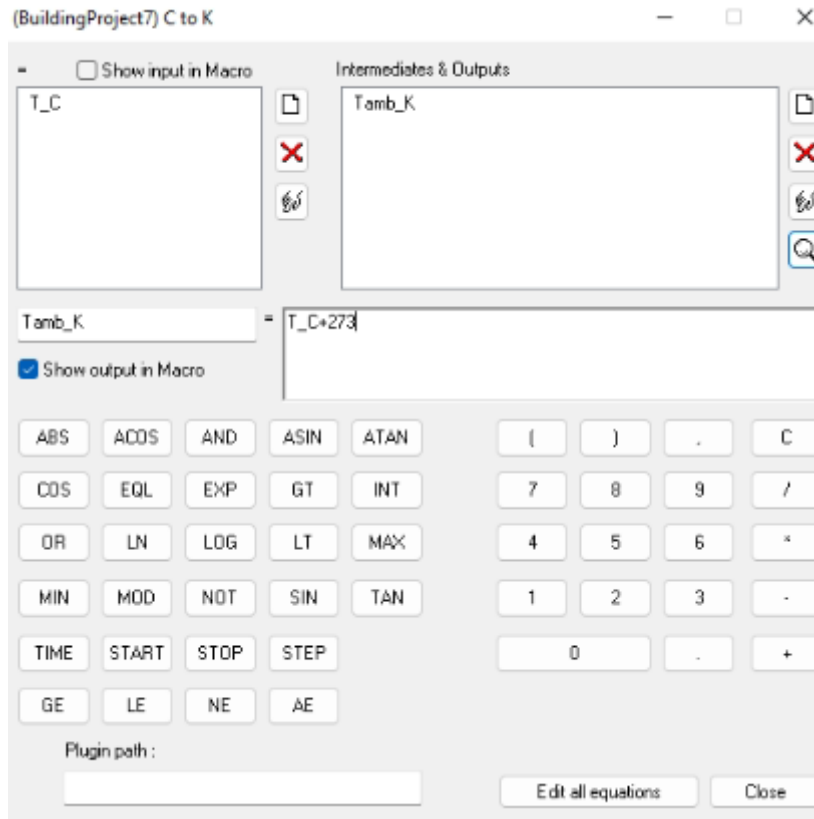 (BuildingProject7) C to K
- Show input in Macro Intermediates & Outputs
T_C Tamb_K
Tamb_K = T_C+273
Show output in Macro
ABS ACOS AND ASIN ATAN ( ) , C
COS EQL EXP GT INT 7 8 9 /
OR LN LOG LT MAX 4 5 6 *
MIN MOD NOT SIN TAN 1 2 3 -
TIME START STOP STEP 0 . +
GE LE NE AE
Plugin path :
Edit all equations Close